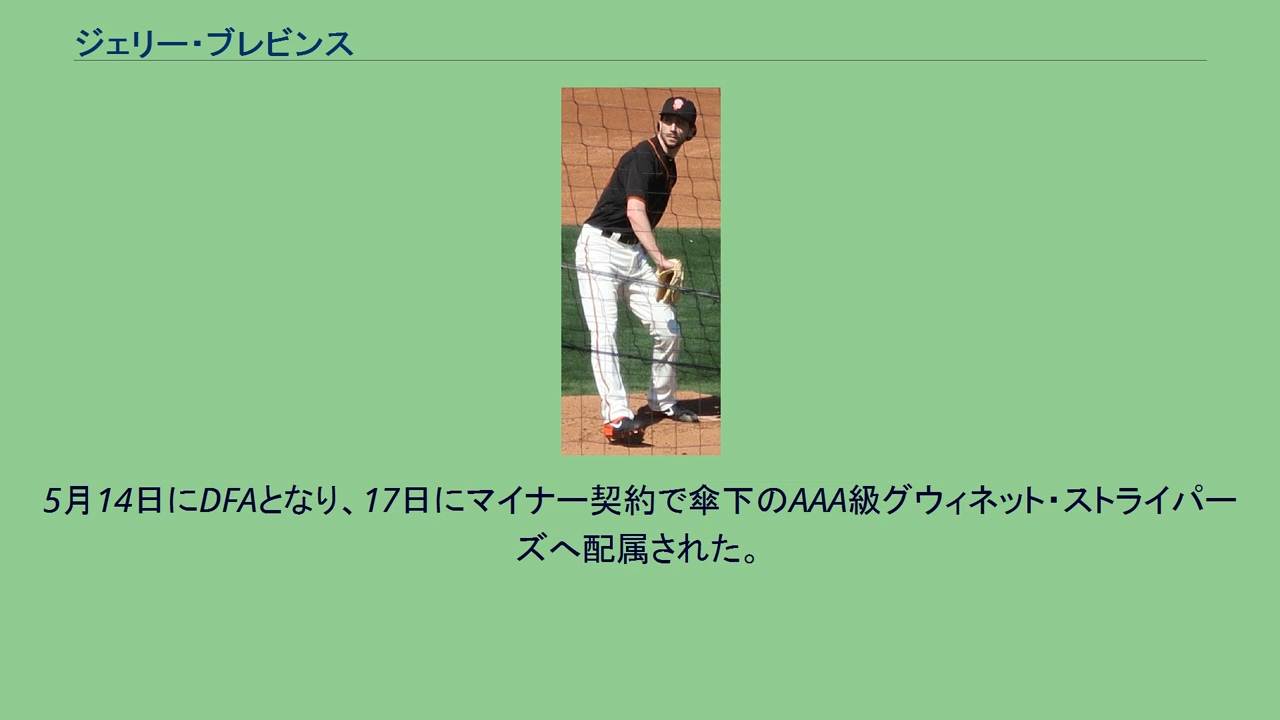 ジェリー・ブレビンス
5月14日にDFAとなり、17日にマイナー契約で傘下のAAA級グウィネット・ストライパー
ズへ配属された。